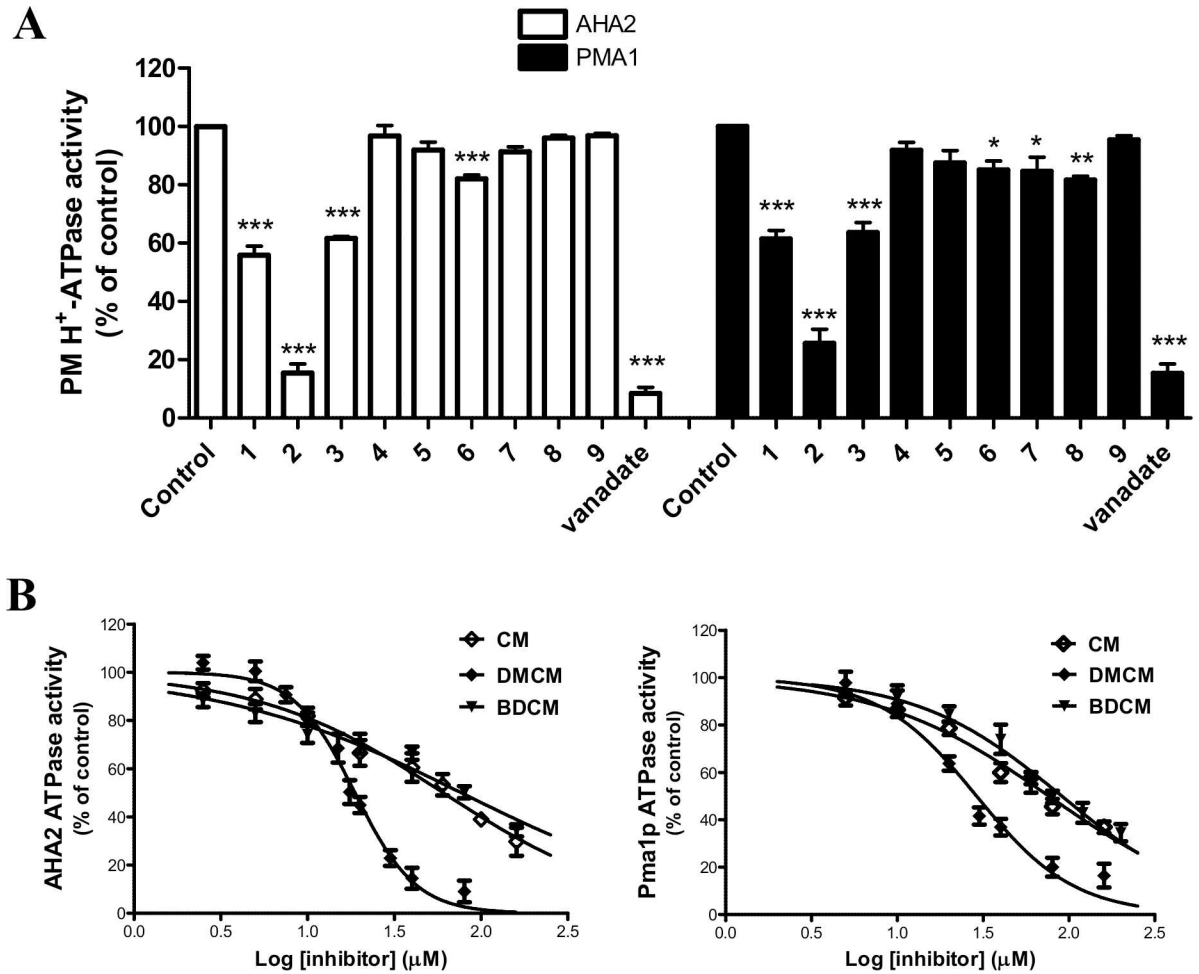 A
AHA2
PMA1
PM H⁺-ATPase activity
(% of control)
120
100
80
60
40
20
0
***
***
***
***
***
***
***
***
*
*
**
***
Control
1
2
3
4
5
6
7
8
9
vanadate
Control
1
2
3
4
5
6
7
8
9
vanadate
B
AHA2 ATPase activity
(% of control)
120
100
80
60
40
20
0
CM
DMCM
BDCM
0.0 0.5 1.0 1.5 2.0 2.5
Log [inhibitor] (μM)
Pma1p ATPase activity
(% of control)
120
100
80
60
40
20
0
CM
DMCM
BDCM
0.0 0.5 1.0 1.5 2.0 2.5
Log [inhibitor] (μM)